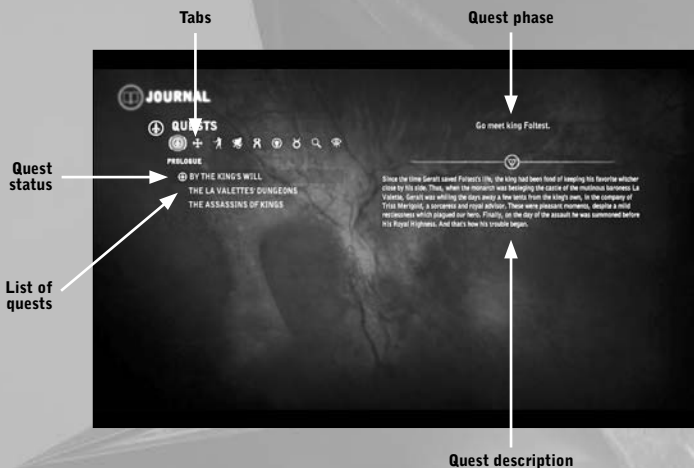 Tabs
Quest phase
JOURNAL
QUESTS
Go meet king Foltest.
PROLOGUE
Quest
status
BY THE KING'S WILL
THE LA VALETTES' DUNGEONS
THE ASSASSINS OF KINGS
Since the time Geralt saved Foltest's life, the king had been fond of keeping his favorite witcher
close by his side. Thus, when the monarch was besieging the castle of the mutinous baroness La
Valette, Geralt was whiling the days away a few tents from the king's own, in the company of
Triss Merigold, a sorceress and royal advisor. These were pleasant moments, despite a mild
restlessness which plagued our hero. Finally, on the day of the assault he was summoned before
His Royal Highness. And that's how his trouble began.
List of
quests
Quest description